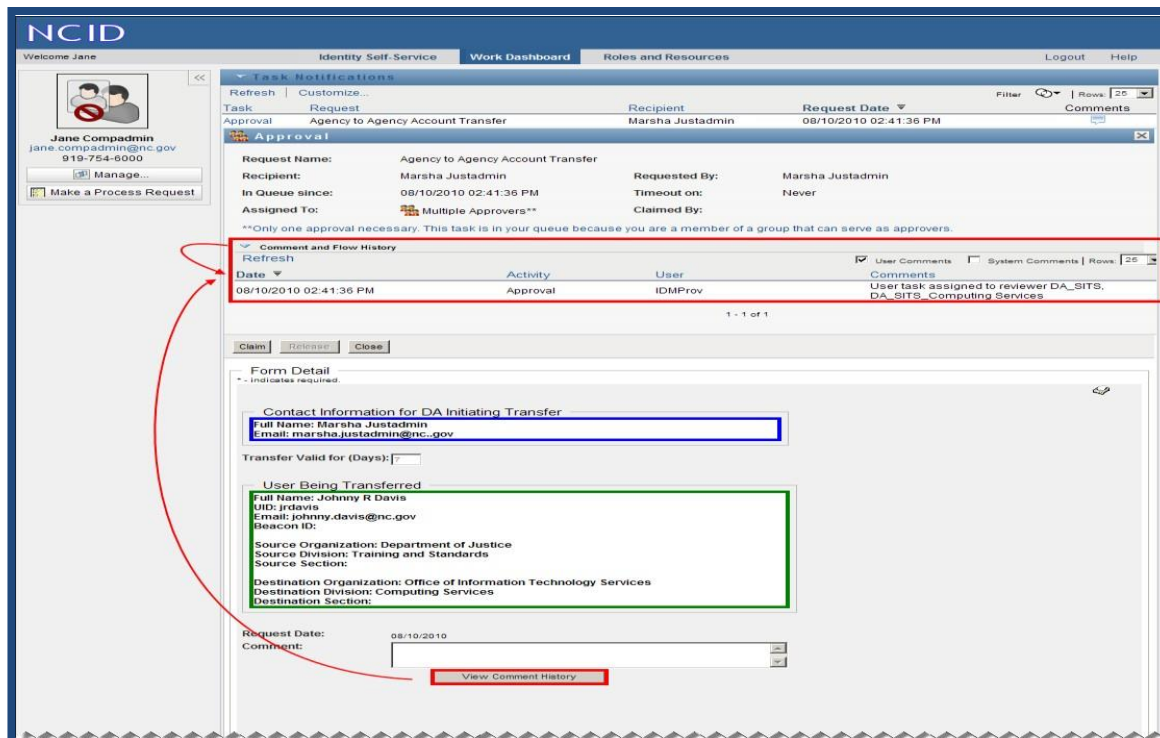 NCID
Welcome Jane
Identity Self-Service
Work Dashboard
Roles and Resources
Logout
Help
Jane Compadmin
jane.compadmin@nc.gov
919-754-6000
Manage...
Make a Process Request
Task Notifications
Refresh | Customize...
Filter | Rows: 25
Task Request Recipient Request Date Comments
Approval Agency to Agency Account Transfer Marsha Justadmin 08/10/2010 02:41:36 PM
Approval
Request Name: Agency to Agency Account Transfer
Recipient: Marsha Justadmin Requested By: Marsha Justadmin
In Queue since: 08/10/2010 02:41:36 PM Timeout on: Never
Assigned To: Multiple Approvers** Claimed By:
**Only one approval necessary. This task is in your queue because you are a member of a group that can serve as approvers.
Comment and Flow History
Refresh
User Comments System Comments | Rows: 25
Date Activity User Comments
08/10/2010 02:41:36 PM Approval IDMProv User task assigned to reviewer DA_SITS,
DA_SITS_Computing Services
1 - 1 of 1
Claim Release Close
Form Detail
* - indicates required.
Contact Information for DA Initiating Transfer
Full Name: Marsha Justadmin
Email: marsha.justadmin@nc..gov
Transfer Valid for (Days): 7
User Being Transferred
Full Name: Johnny R Davis
UID: jrdavis
Email: johnny.davis@nc.gov
Beacon ID:
Source Organization: Department of Justice
Source Division: Training and Standards
Source Section:
Destination Organization: Office of Information Technology Services
Destination Division: Computing Services
Destination Section:
Request Date: 08/10/2010
Comment:
View Comment History